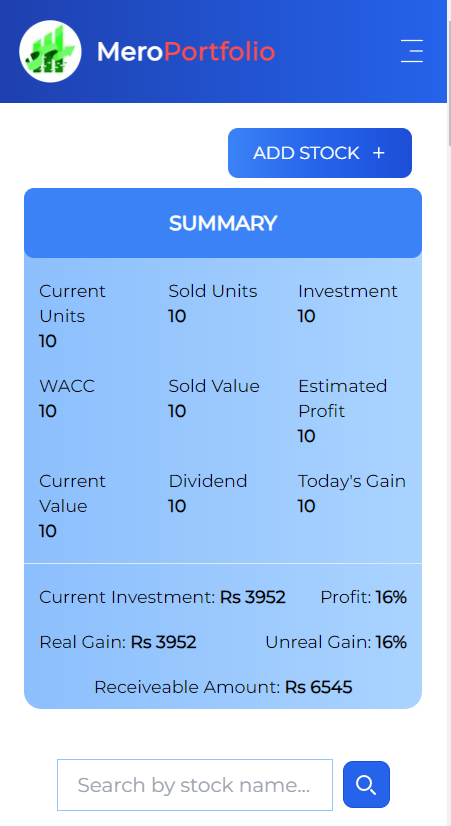 MeroPortfolio
ADD STOCK +
SUMMARY
Current Units
10
Sold Units
10
Investment
10
WACC
10
Sold Value
10
Estimated Profit
10
Current Value
10
Dividend
10
Today's Gain
10
Current Investment: Rs 3952 Profit: 16%
Real Gain: Rs 3952 Unreal Gain: 16%
Receiveable Amount: Rs 6545
Search by stock name...